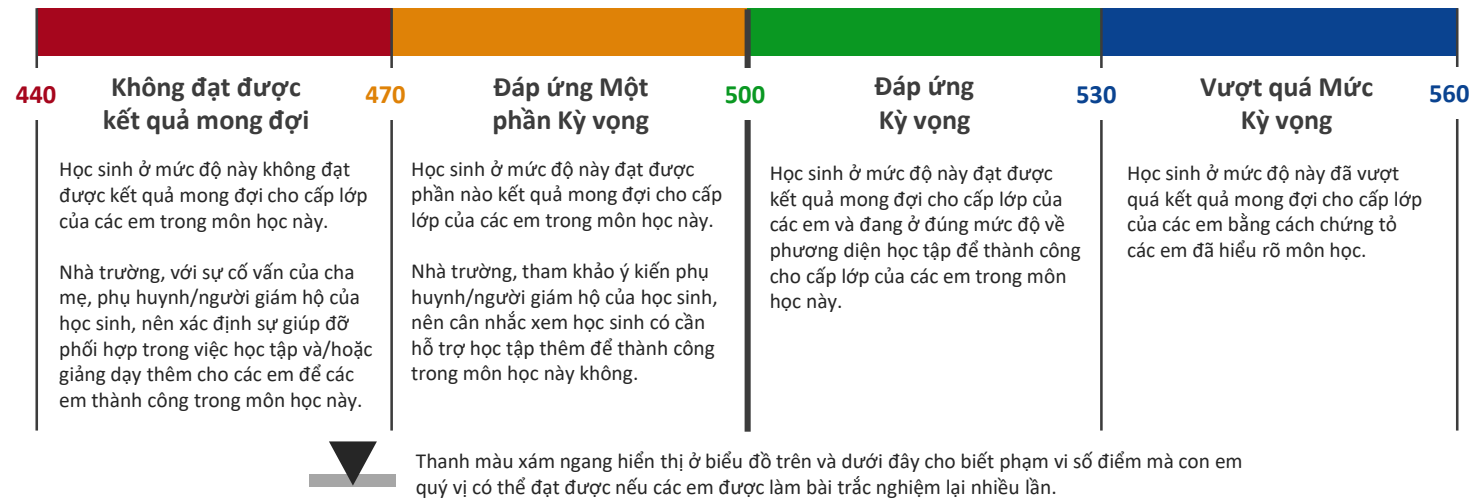 440
Không đạt được
kết quả mong đợi
470
Đáp ứng Một
phần Kỳ vọng
500
Đáp ứng
Kỳ vọng
530
Vượt quá Mức
Kỳ vọng
560
Học sinh ở mức độ này không đạt
được kết quả mong đợi cho cấp lớp
của các em trong môn học này.
Nhà trường, với sự cố vấn của cha
mẹ, phụ huynh/người giám hộ của
học sinh, nên xác định sự giúp đỡ
phối hợp trong việc học tập và/hoặc
giảng dạy thêm cho các em để các
em thành công trong môn học này.
Học sinh ở mức độ này đạt được
phần nào kết quả mong đợi cho cấp
lớp của các em trong môn học này.
Nhà trường, tham khảo ý kiến phụ
huynh/người giám hộ của học sinh,
nên cân nhắc xem học sinh có cần
hỗ trợ học tập thêm để thành công
trong môn học này không.
Học sinh ở mức độ này đạt được
kết quả mong đợi cho cấp lớp của
các em và đang ở đúng mức độ về
phương diện học tập để thành công
cho cấp lớp của các em trong môn
học này.
Học sinh ở mức độ này đã vượt
quá kết quả mong đợi cho cấp lớp
của các em bằng cách chứng tỏ
các em đã hiểu rõ môn học.
Thanh màu xám ngang hiển thị ở biểu đồ trên và dưới đây cho biết phạm vi số điểm mà con em
quý vị có thể đạt được nếu các em được làm bài trắc nghiệm lại nhiều lần.